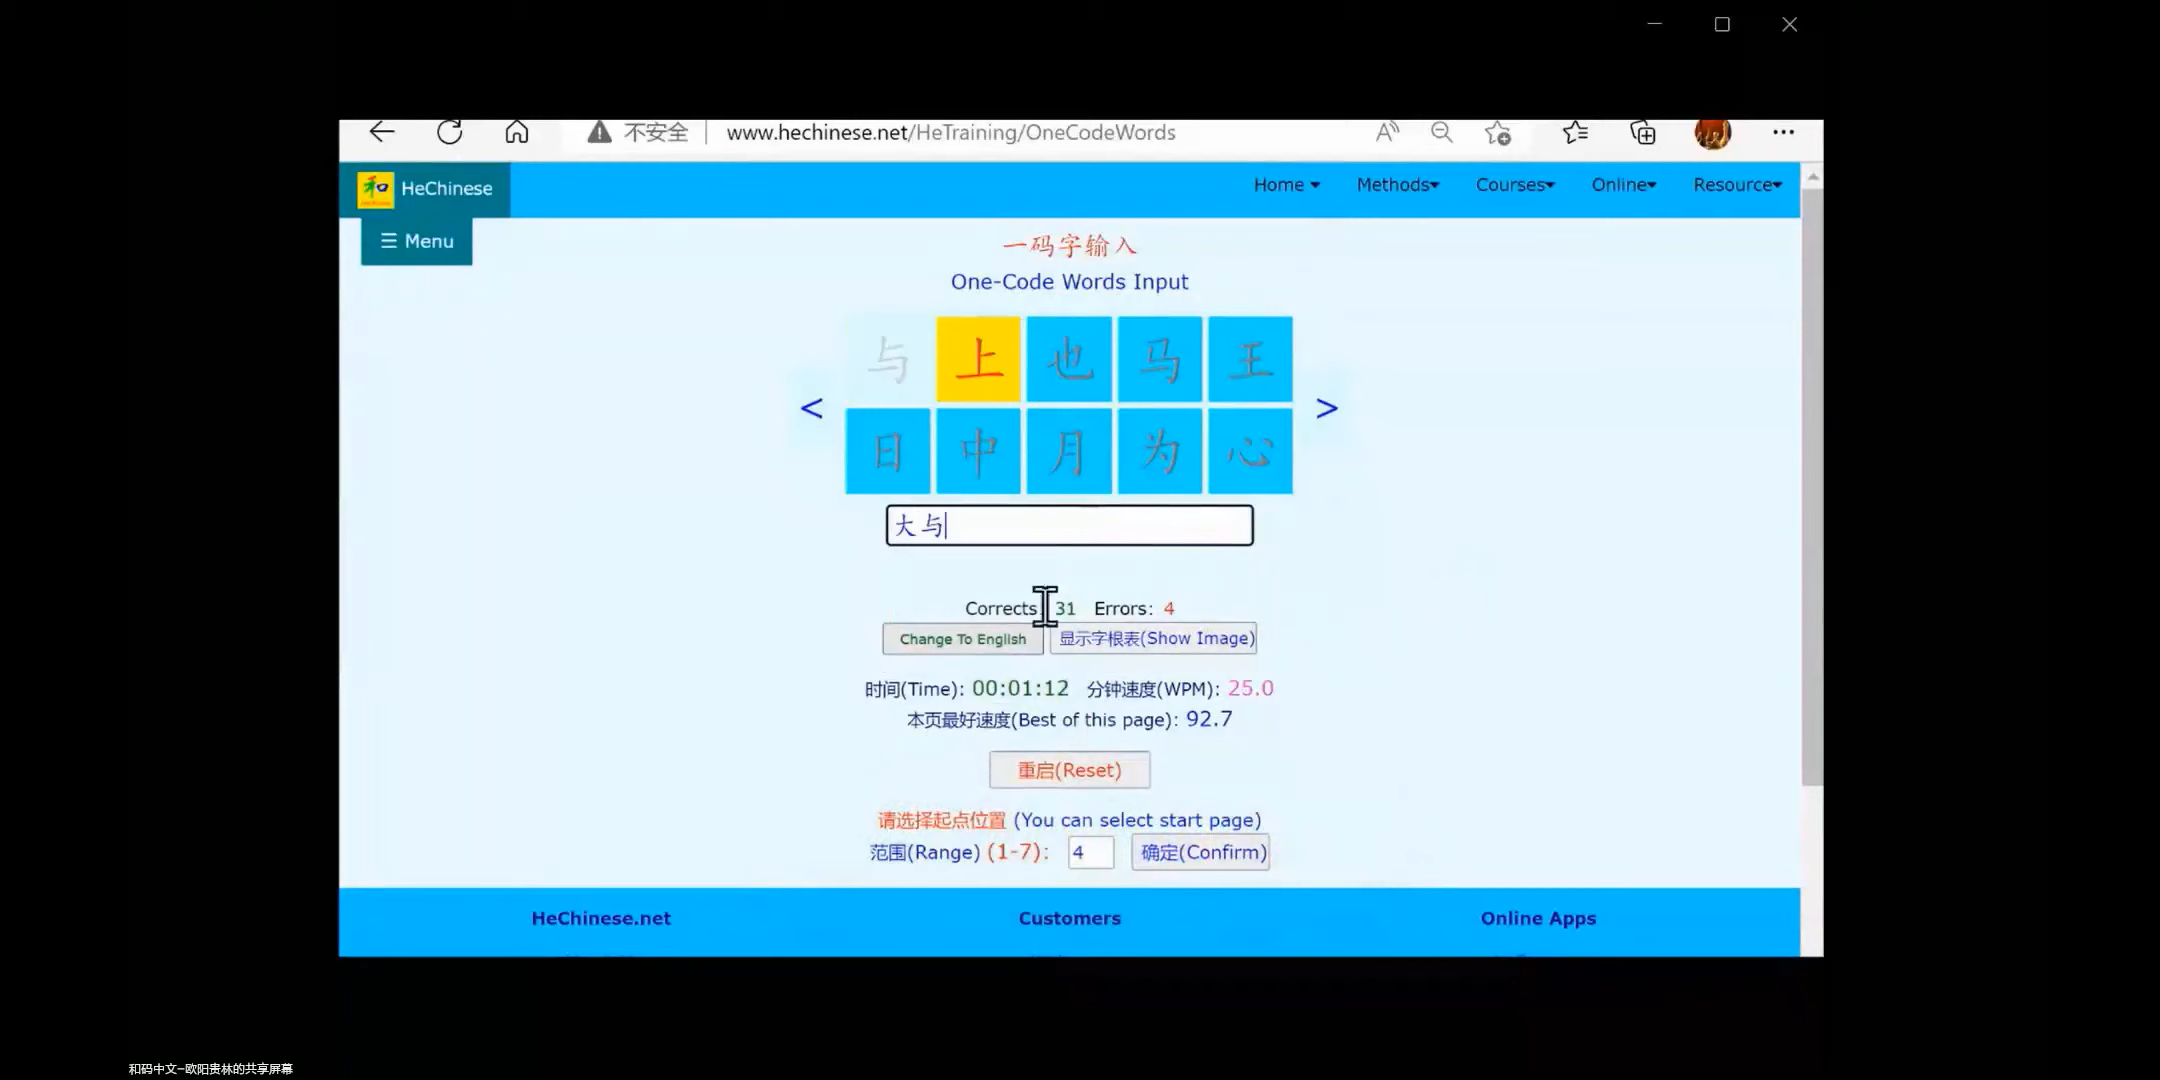 不安全 www.hechinese.net/HeTraining/OneCodeWords
和 HeChinese Home Methods Courses Online Resource
☰ Menu
一码字输入
One-Code Words Input
与 上 也 马 王
< >
日 中 月 为 心
大与
Corrects 31 Errors: 4
Change To English 显示字根表(Show Image)
时间(Time): 00:01:12 分钟速度(WPM): 25.0
本页最好速度(Best of this page): 92.7
重启(Reset)
请选择起点位置 (You can select start page)
范围(Range) (1-7): 4 确定(Confirm)
HeChinese.net Customers Online Apps
和码中文-欧阳贵林的共享屏幕